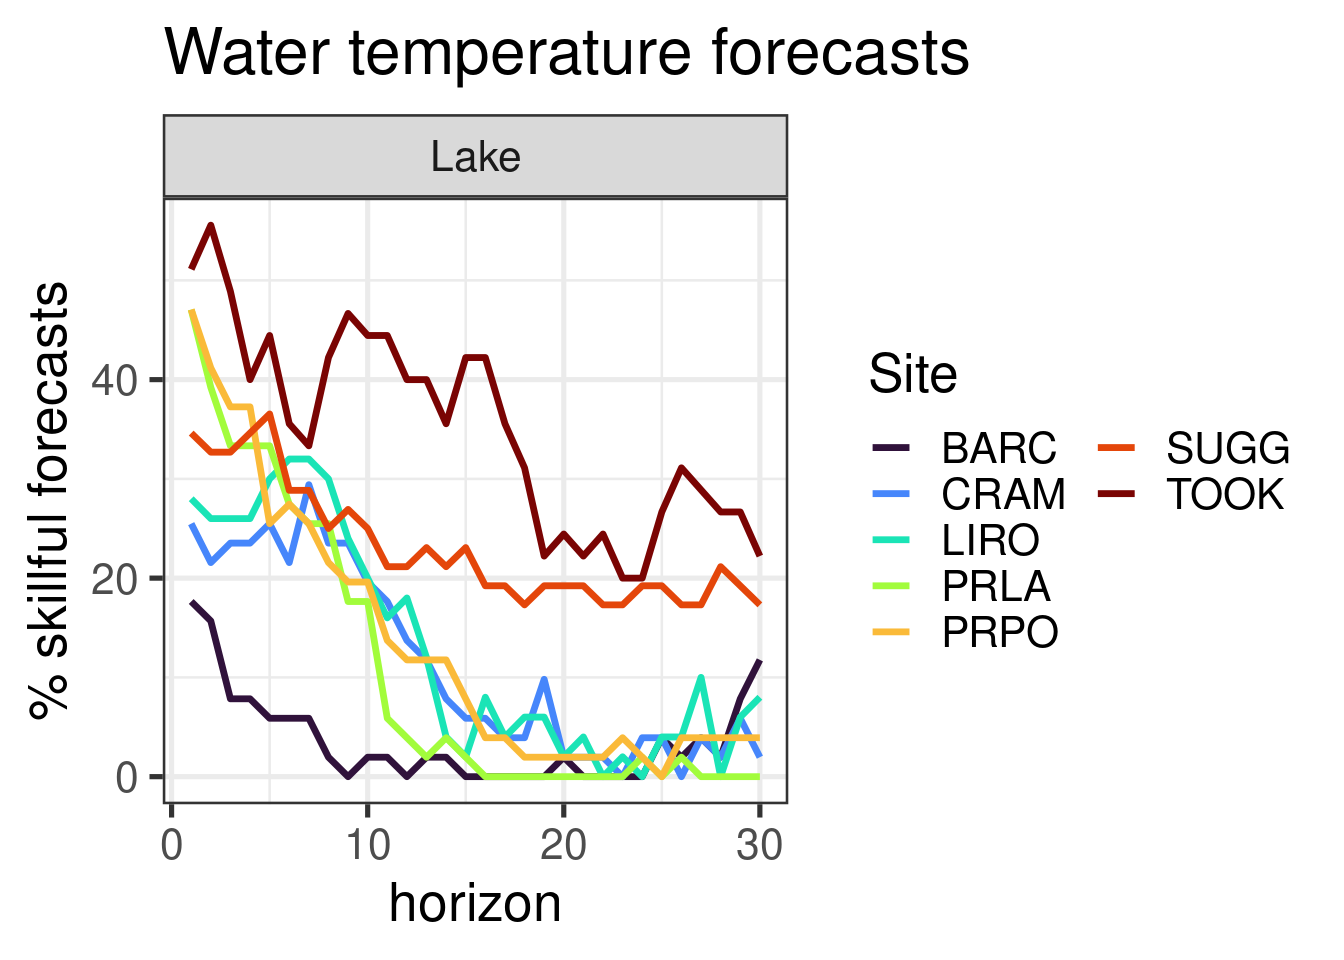 Water temperature forecasts
Lake
% skillful forecasts
40
20
0
0 10 20 30
horizon
Site
BARC SUGG
CRAM TOOK
LIRO
PRLA
PRPO